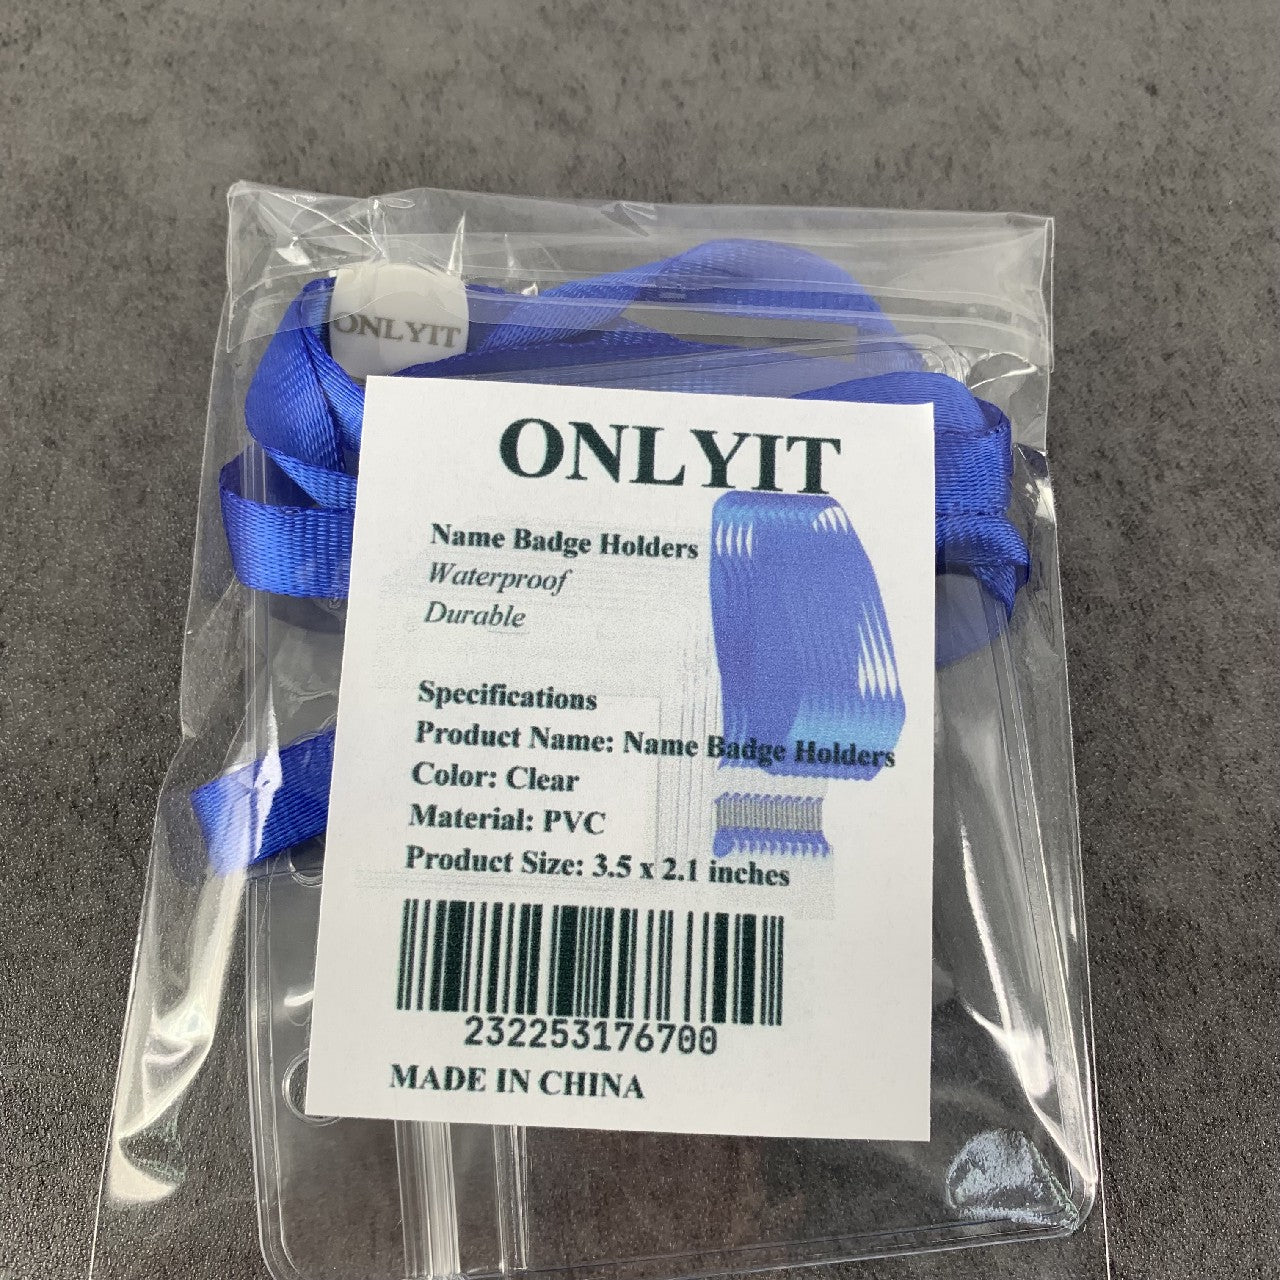 ONLYIT
ONLYIT
Name Badge Holders
Waterproof
Durable
Specifications
Product Name: Name Badge Holders
Color: Clear
Material: PVC
Product Size: 3.5 x 2.1 inches
232253176700
MADE IN CHINA